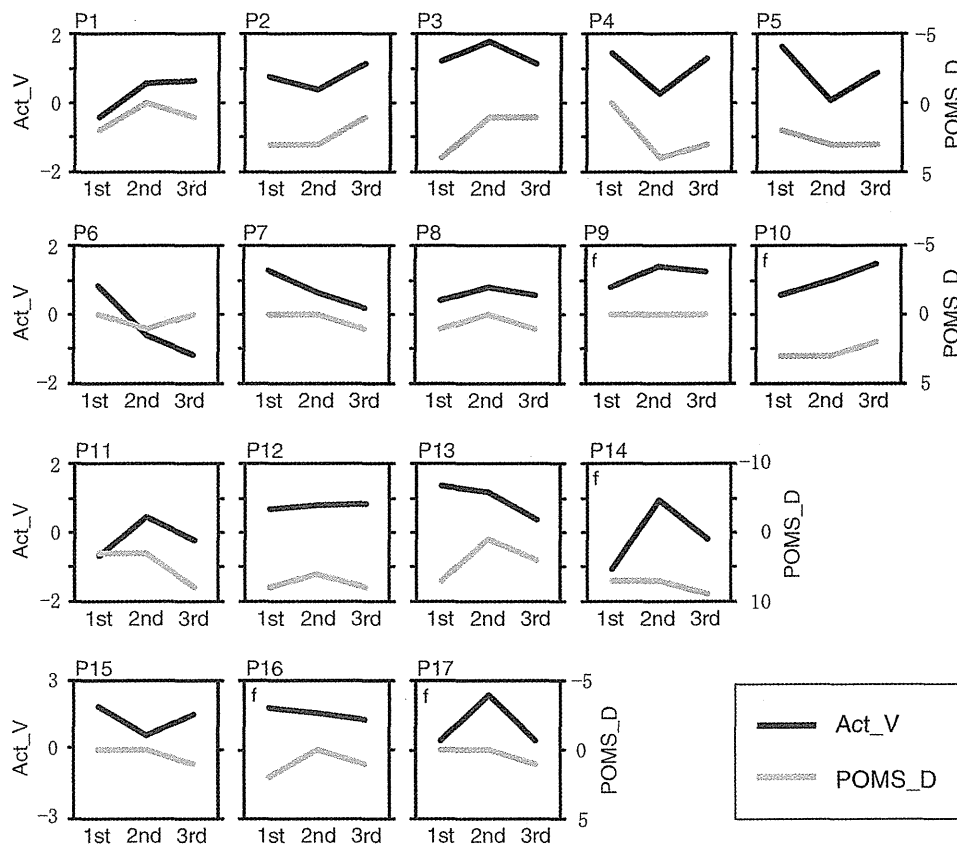 P1 P2 P3 P4 P5
2 -5
Act_V 0 0 POMS_D
-2 5
1st 2nd 3rd 1st 2nd 3rd 1st 2nd 3rd 1st 2nd 3rd 1st 2nd 3rd
P6 P7 P8 P9 P10
2 f f -5
Act_V 0 0 POMS_D
-2 5
1st 2nd 3rd 1st 2nd 3rd 1st 2nd 3rd 1st 2nd 3rd 1st 2nd 3rd
P11 P12 P13 P14
2 f -10
Act_V 0 0 POMS_D
-2 10
1st 2nd 3rd 1st 2nd 3rd 1st 2nd 3rd 1st 2nd 3rd
P15 P16 P17
3 f f -5
Act_V 0 0 POMS_D
-3 5
1st 2nd 3rd 1st 2nd 3rd 1st 2nd 3rd
Act_V
POMS_D